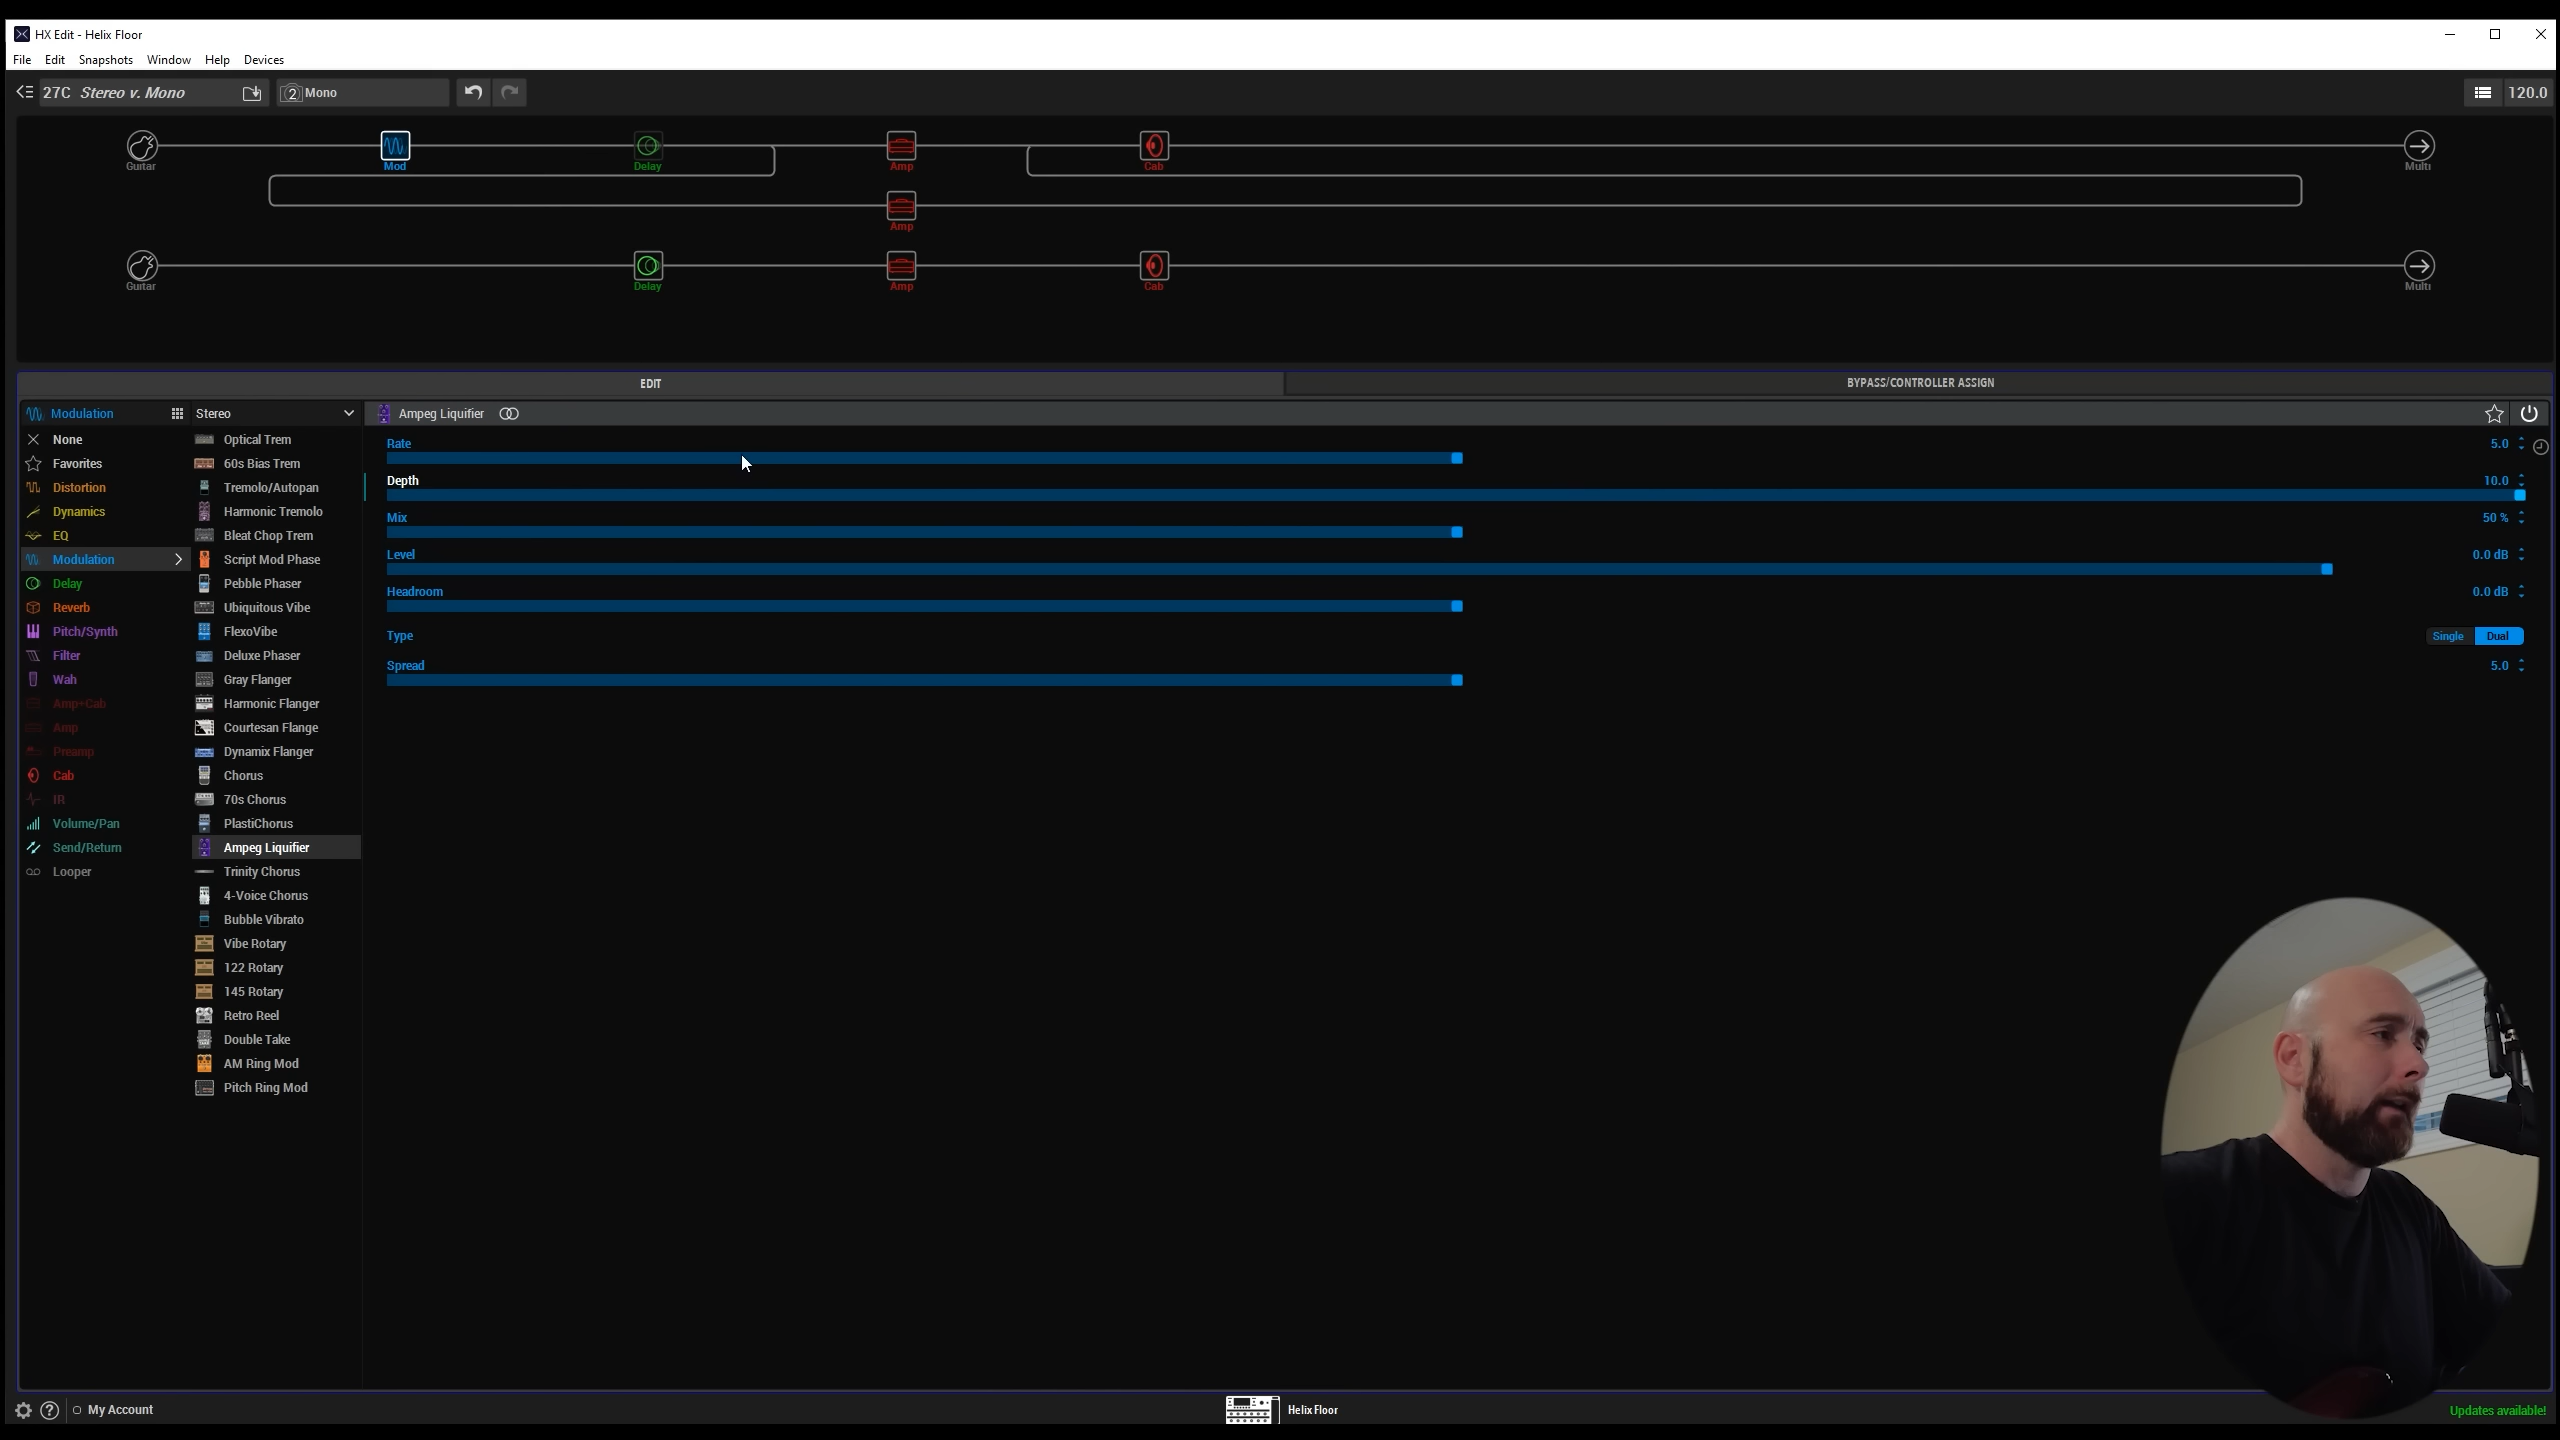 HX Edit - Helix Floor
File Edit Snapshots Window Help Devices
27C Stereo v. Mono 2 Mono 120.0
Guitar Mod Delay Amp Cab Multi
Amp
Guitar Delay Amp Cab Multi
EDIT BYPASS/CONTROLLER ASSIGN
Modulation Stereo Ampeg Liquifier
None
Favorites
Distortion
Dynamics
EQ
Modulation
Delay
Reverb
Pitch/Synth
Filter
Wah
Amp+Cab
Amp
Preamp
Cab
IR
Volume/Pan
Send/Return
Looper
Optical Trem
60s Bias Trem
Tremolo/Autopan
Harmonic Tremolo
Bleat Chop Trem
Script Mod Phase
Pebble Phaser
Ubiquitous Vibe
FlexoVibe
Deluxe Phaser
Gray Flanger
Harmonic Flanger
Courtesan Flange
Dynamix Flanger
Chorus
70s Chorus
PlastiChorus
Ampeg Liquifier
Trinity Chorus
4-Voice Chorus
Bubble Vibrato
Vibe Rotary
122 Rotary
145 Rotary
Retro Reel
Double Take
AM Ring Mod
Pitch Ring Mod
Rate 5.0
Depth 10.0
Mix 50 %
Level 0.0 dB
Headroom 0.0 dB
Type Single Dual
Spread 5.0
My Account Helix Floor Updates available!